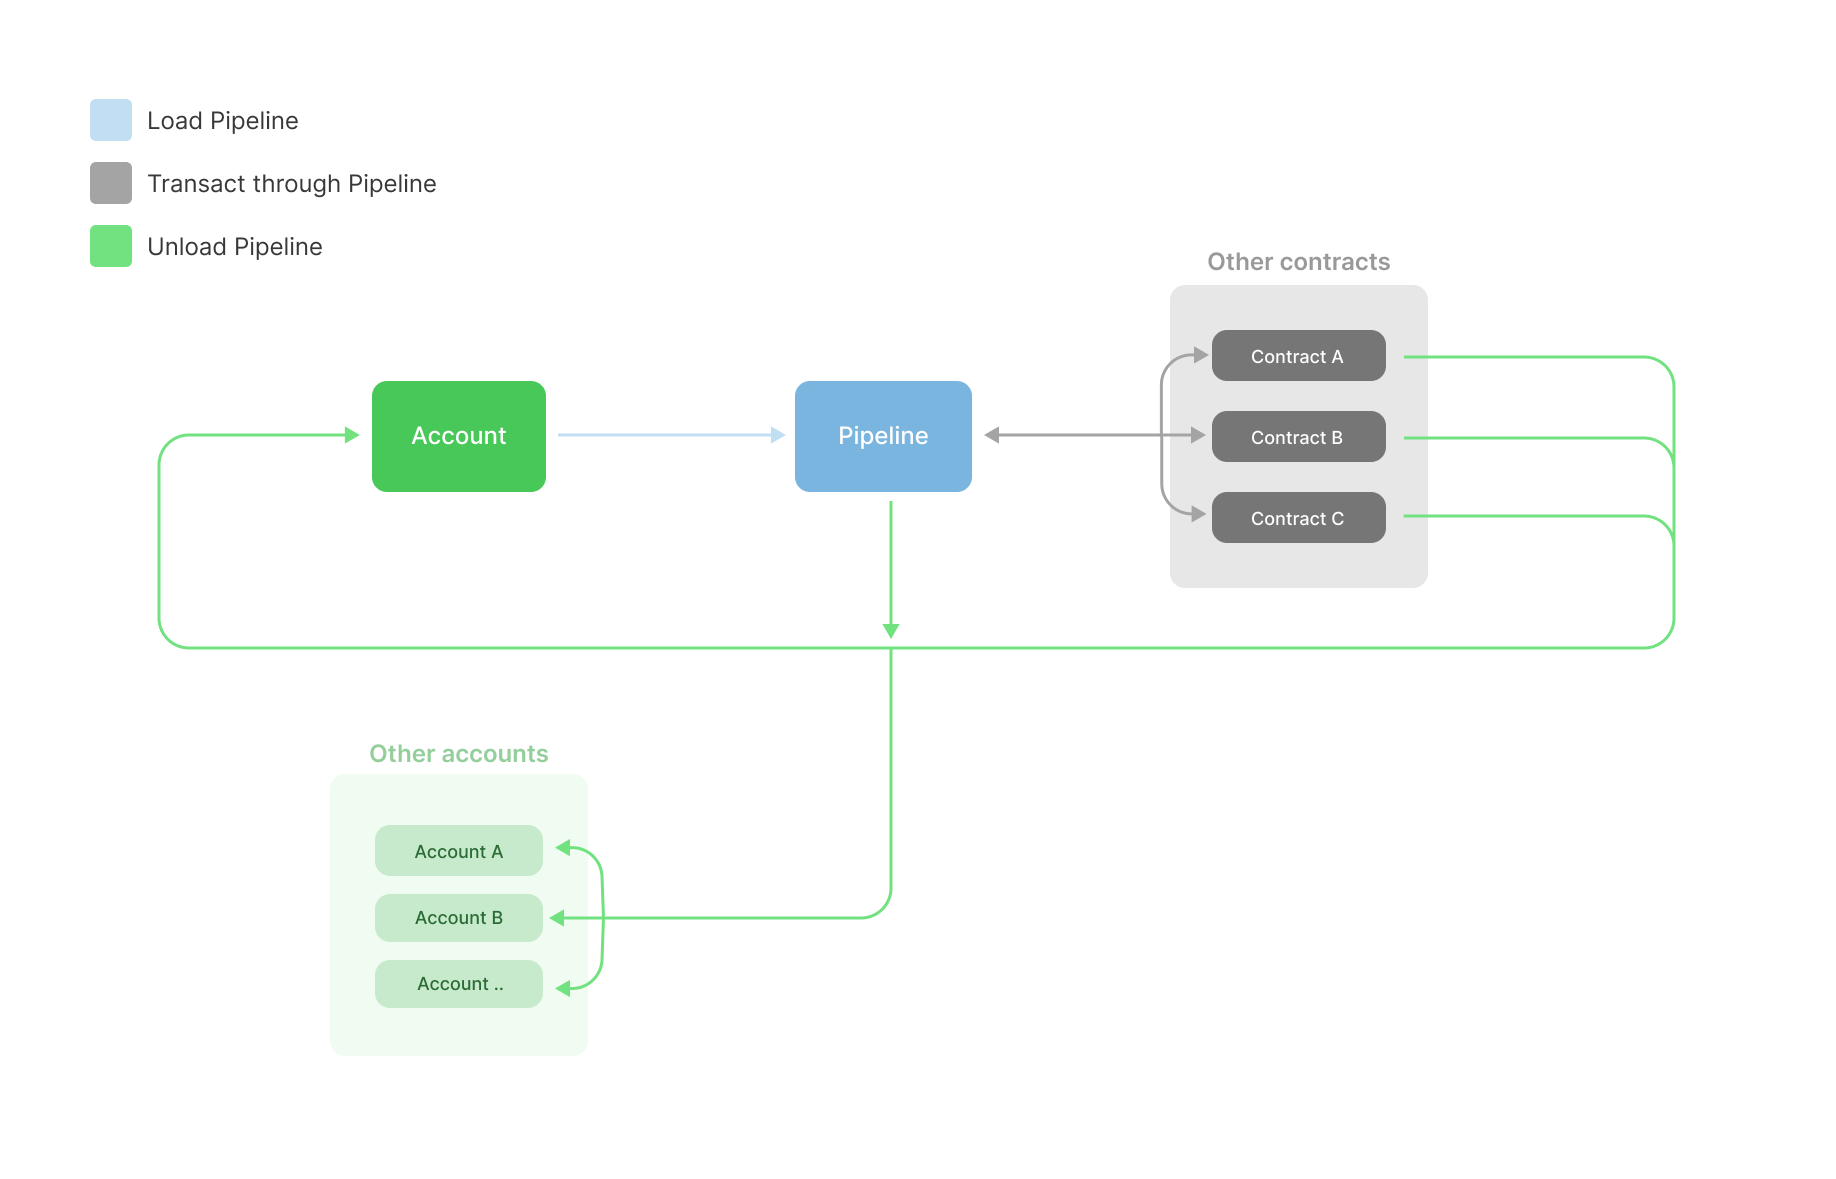 Load Pipeline
Transact through Pipeline
Unload Pipeline
Other contracts
Contract A
Account
Pipeline
Contract B
Contract C
Other accounts
Account A
Account B
Account ..